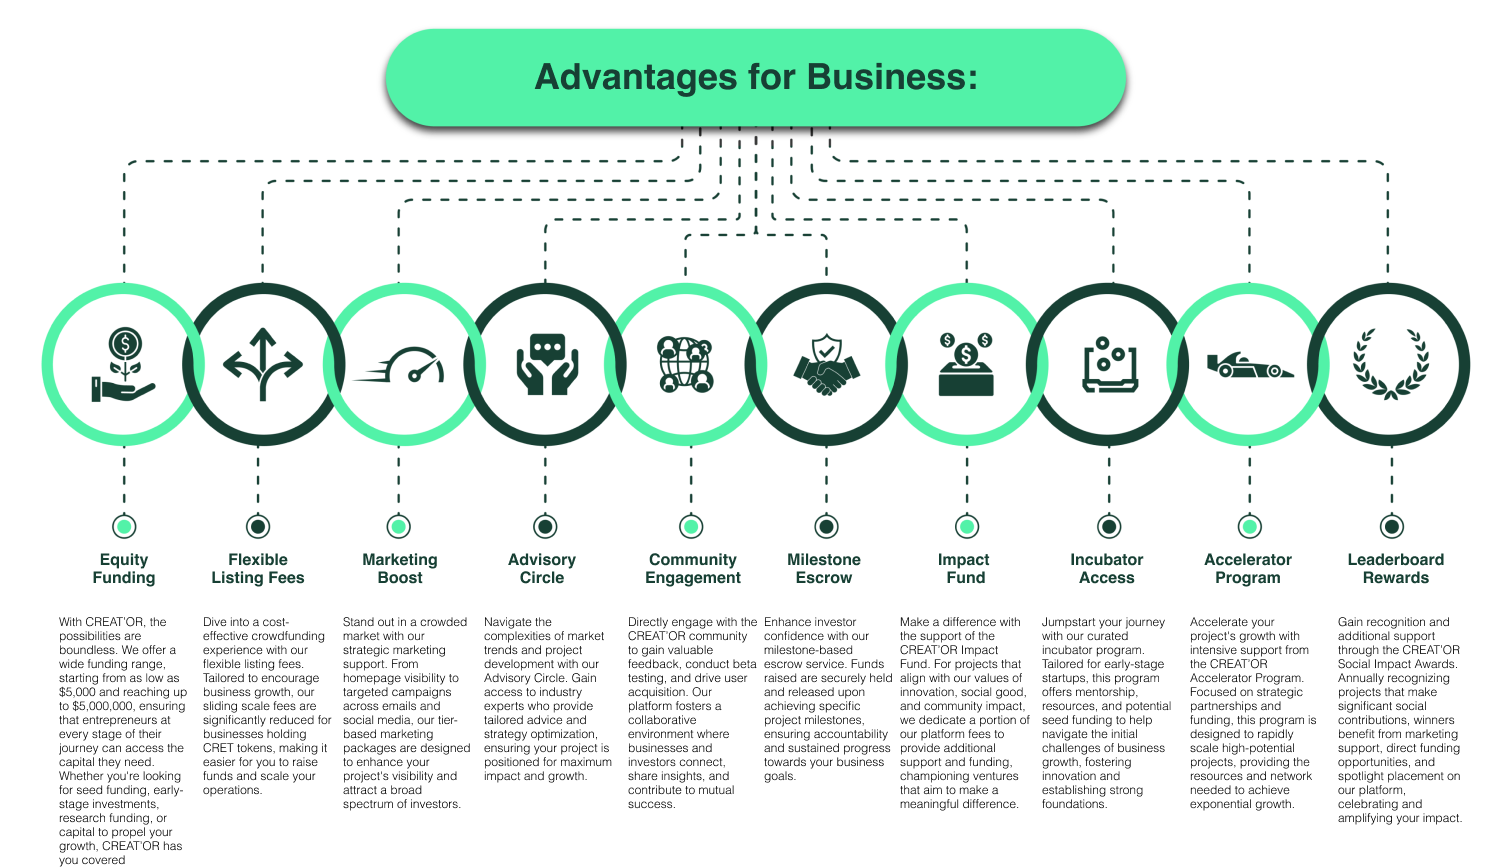 Advantages for Business:
Equity
Funding
With CREAT'OR, the
possibilities are
boundless. We offer a
wide funding range,
starting from as low as
$5,000 and reaching up
to $5,000,000, ensuring
that entrepreneurs at
every stage of their
journey can access the
capital they need.
Whether you're looking
for seed funding, early-
stage investments,
research funding, or
capital to propel your
growth, CREAT'OR has
you covered
Flexible
Listing Fees
Dive into a cost-
effective crowdfunding
experience with our
flexible listing fees.
Tailored to encourage
business growth, our
sliding scale fees are
significantly reduced for
businesses holding
CRET tokens, making it
easier for you to raise
funds and scale your
operations.
Marketing
Boost
Stand out in a crowded
market with our
strategic marketing
support. From
homepage visibility to
targeted campaigns
across emails and
social media, our tier-
based marketing
packages are designed
to enhance your
project's visibility and
attract a broad
spectrum of investors.
Advisory
Circle
Navigate the
complexities of market
trends and project
development with our
Advisory Circle. Gain
access to industry
experts who provide
tailored advice and
strategy optimization,
ensuring your project is
positioned for maximum
impact and growth.
Community
Engagement
Directly engage with the
CREAT'OR community
to gain valuable
feedback, conduct beta
testing, and drive user
acquisition. Our
platform fosters a
collaborative
environment where
businesses and
investors connect,
share insights, and
contribute to mutual
success.
Milestone
Escrow
Enhance investor
confidence with our
milestone-based
escrow service. Funds
raised are securely held
and released upon
achieving specific
project milestones,
ensuring accountability
and sustained progress
towards your business
goals.
Impact
Fund
Make a difference with
the support of the
CREAT'OR Impact
Fund. For projects that
align with our values of
innovation, social good,
and community impact,
we dedicate a portion of
our platform fees to
provide additional
support and funding,
championing ventures
that aim to make a
meaningful difference.
Incubator
Access
Jumpstart your journey
with our curated
incubator program.
Tailored for early-stage
startups, this program
offers mentorship,
resources, and potential
seed funding to help
navigate the initial
challenges of business
growth, fostering
innovation and
establishing strong
foundations.
Accelerator
Program
Accelerate your
project's growth with
intensive support from
the CREAT'OR
Accelerator Program.
Focused on strategic
partnerships and
funding, this program is
designed to rapidly
scale high-potential
projects, providing the
resources and network
needed to achieve
exponential growth.
Leaderboard
Rewards
Gain recognition and
additional support
through the CREAT'OR
Social Impact Awards.
Annually recognizing
projects that make
significant social
contributions, winners
benefit from marketing
support, direct funding
opportunities, and
spotlight placement on
our platform,
celebrating and
amplifying your impact.